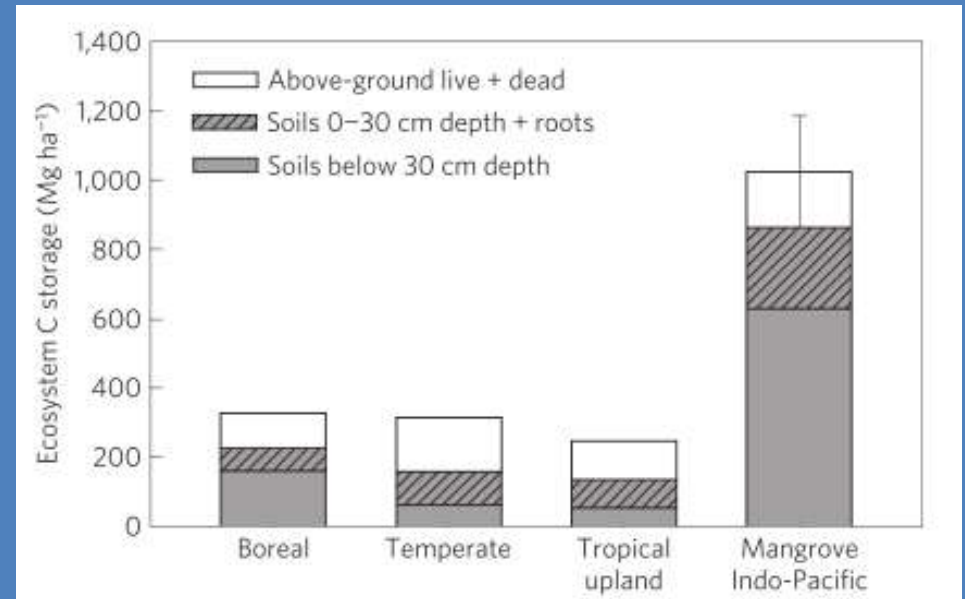 Ecosystem C storage (Mg ha⁻¹)
1,400
1,200
1,000
800
600
400
200
0
Above-ground live + dead
Soils 0–30 cm depth + roots
Soils below 30 cm depth
Boreal
Temperate
Tropical
upland
Mangrove
Indo-Pacific